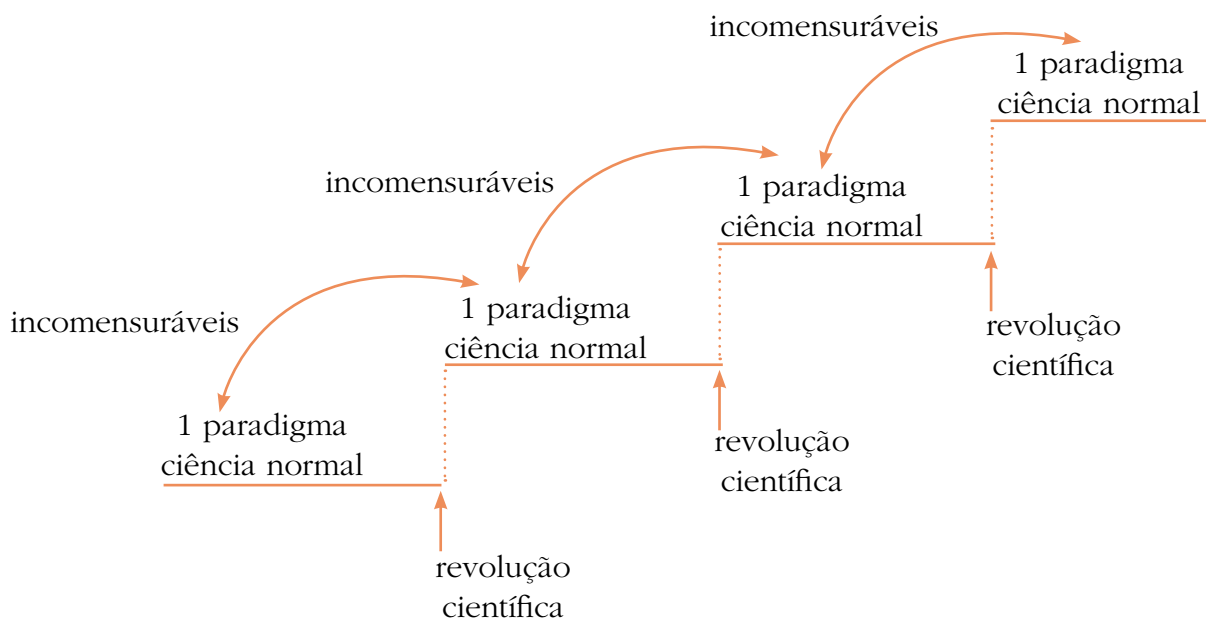 incomensuráveis
1 paradigma
ciência normal
incomensuráveis
1 paradigma
ciência normal
revolução
científica
incomensuráveis
1 paradigma
ciência normal
revolução
científica
1 paradigma
ciência normal
revolução
científica